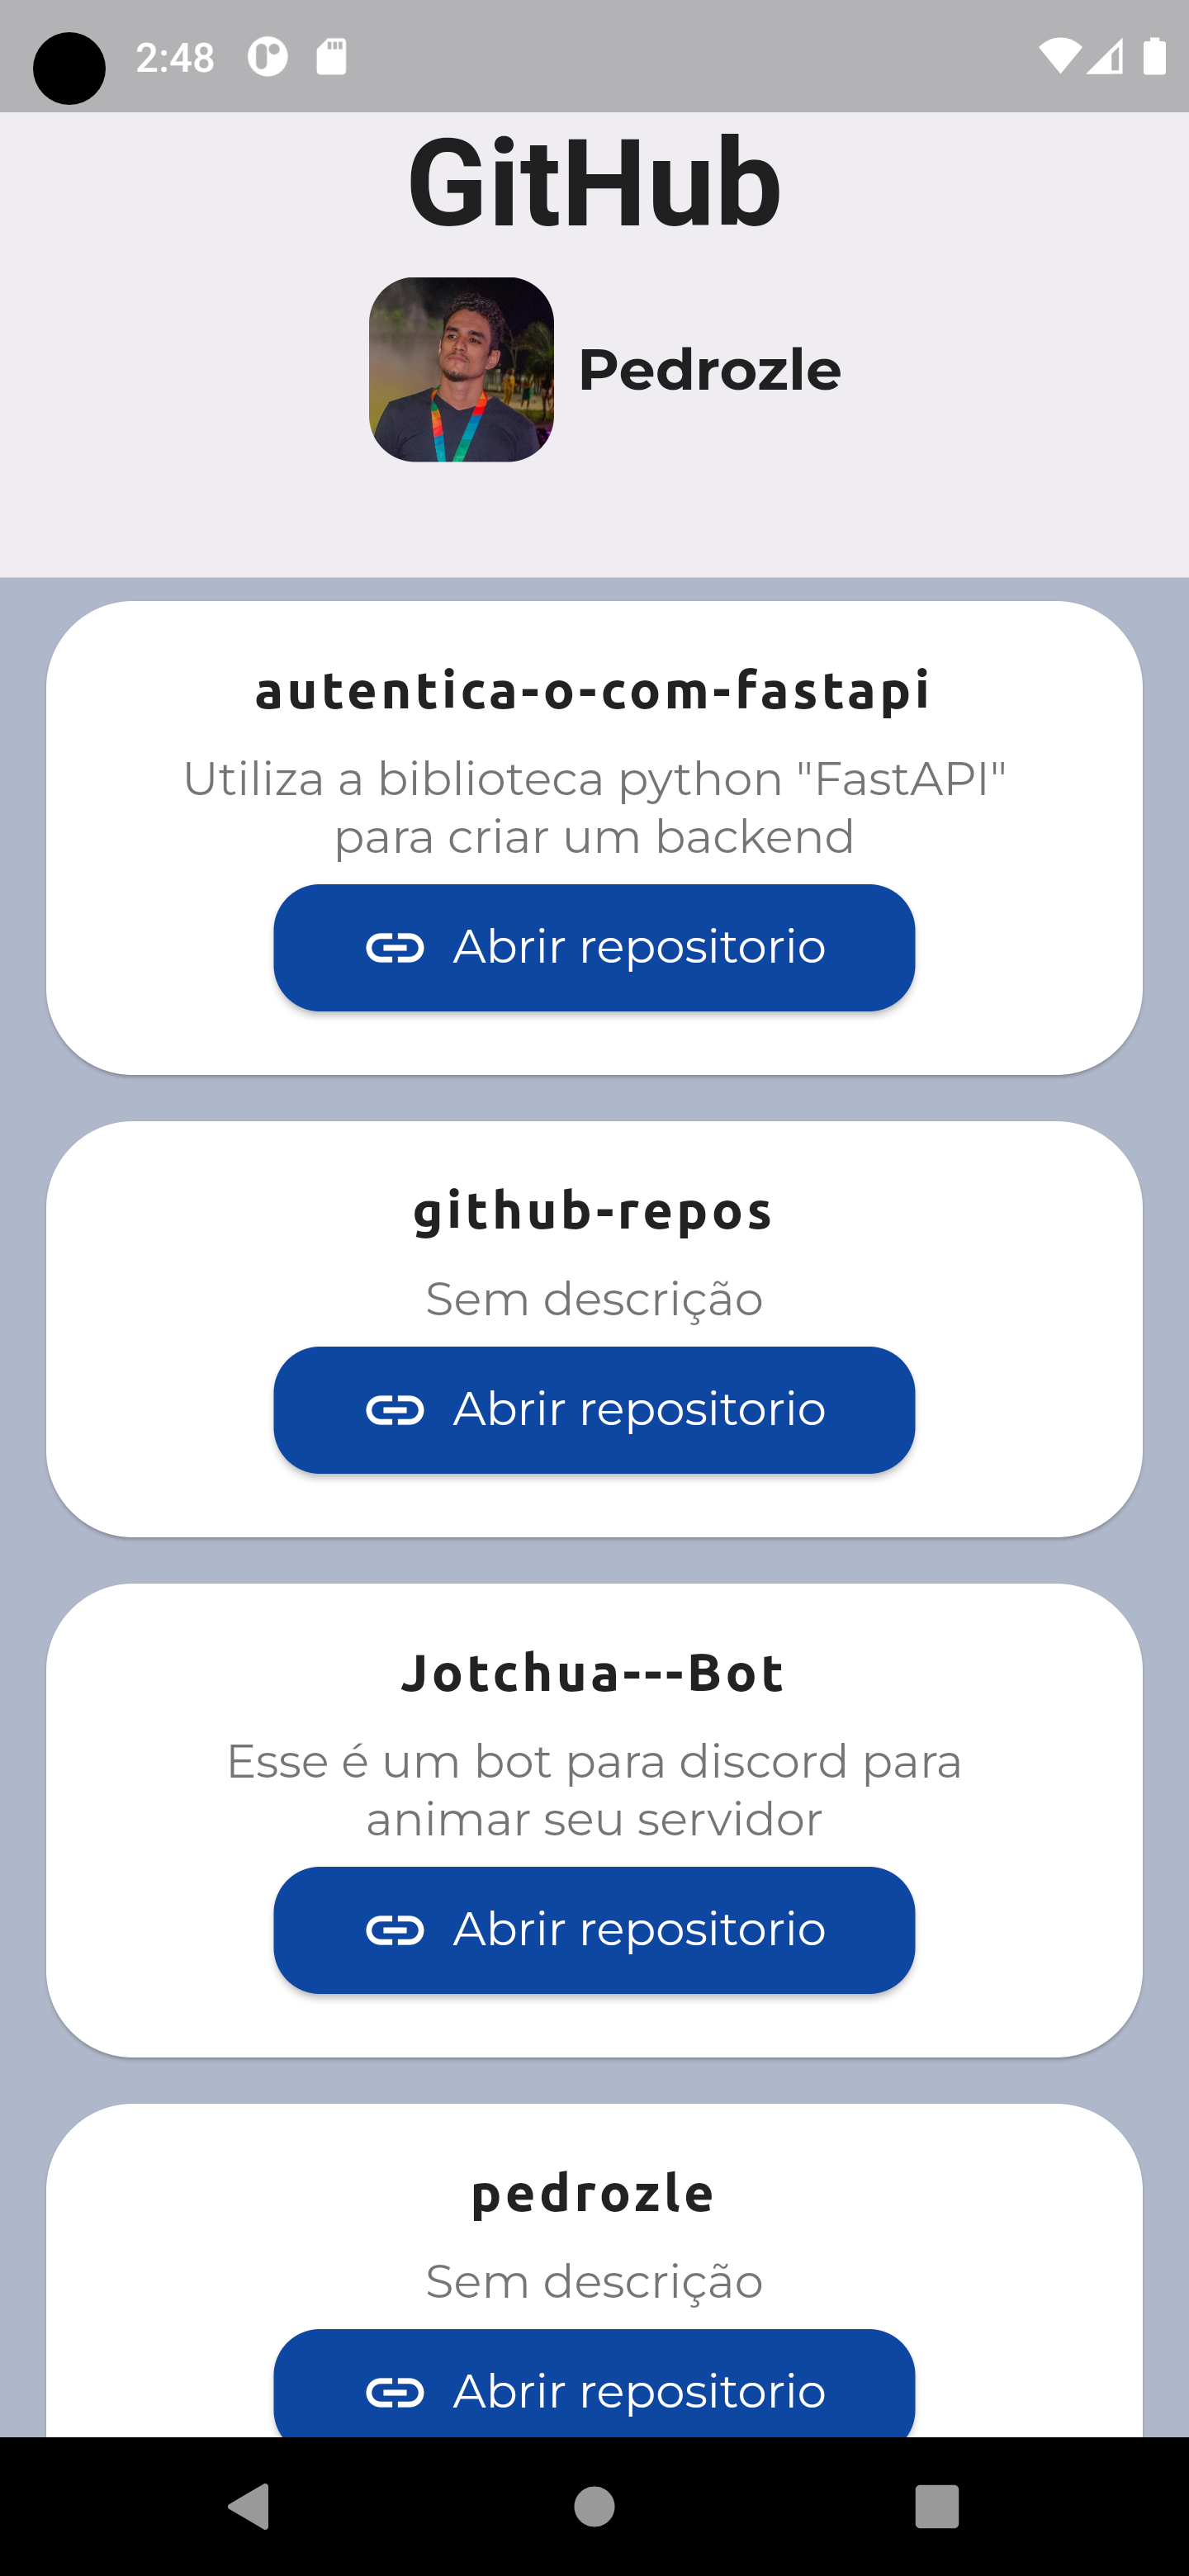 2:48
GitHub
Pedrozle
autentica-o-com-fastapi
Utiliza a biblioteca python "FastAPI"
para criar um backend
Abrir repositorio
github-repos
Sem descrição
Abrir repositorio
Jotchua---Bot
Esse é um bot para discord para
animar seu servidor
Abrir repositorio
pedrozle
Sem descrição
Abrir repositorio